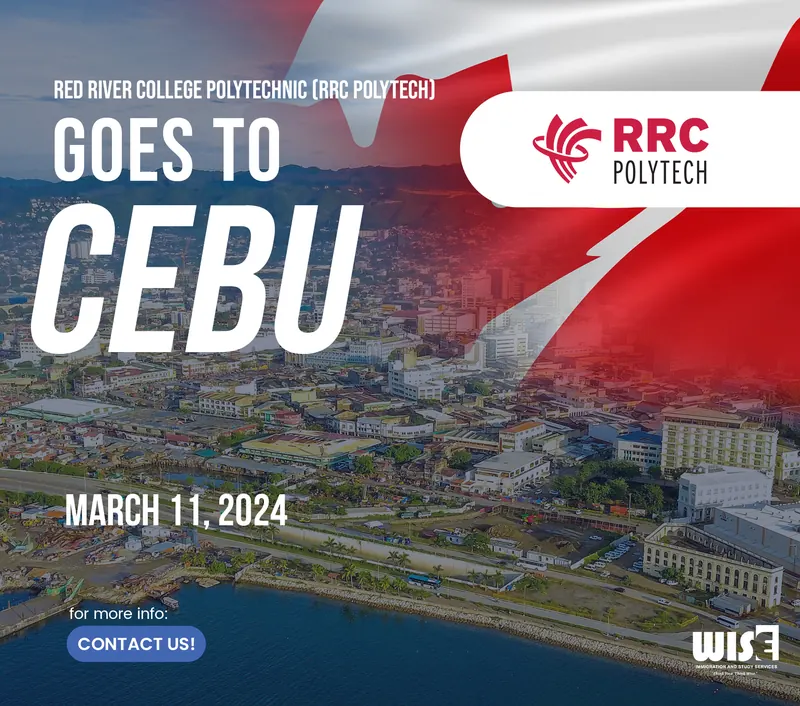 RED RIVER COLLEGE POLYTECHNIC (RRC POLYTECH)
GOES TO
CEBU
RRC
POLYTECH
MARCH 11, 2024
for more info:
CONTACT US!
WISE
IMMIGRATION AND STUDY SERVICES